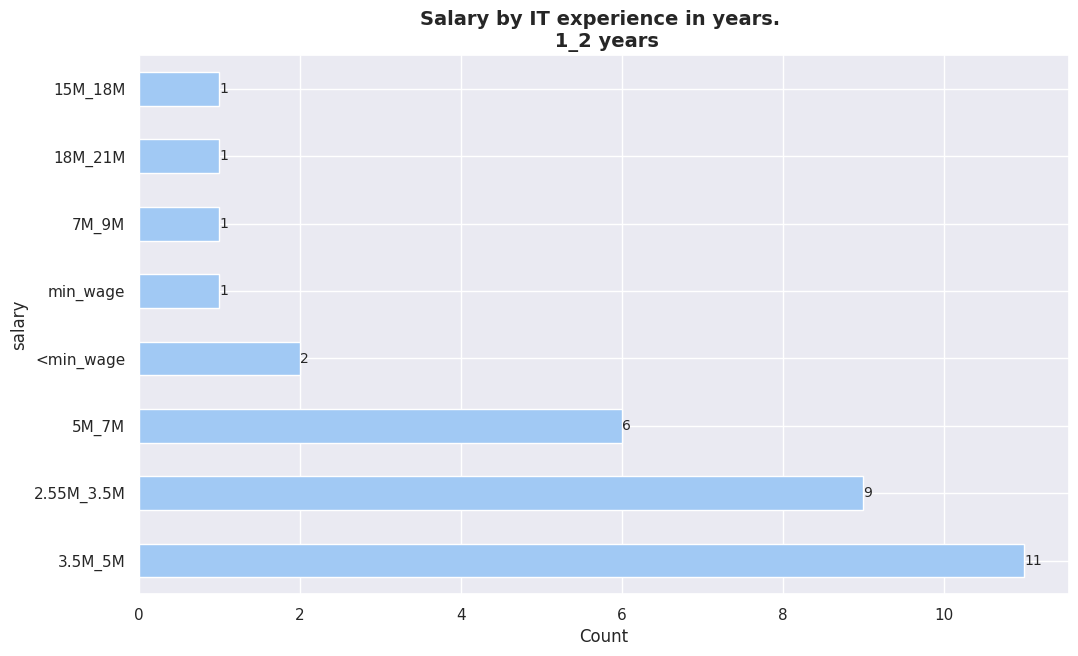 Salary by IT experience in years.
1_2 years
15M_18M
1
18M_21M
1
7M_9M
1
min_wage
1
<min_wage
2
5M_7M
6
2.55M_3.5M
9
3.5M_5M
11
salary
0 2 4 6 8 10
Count